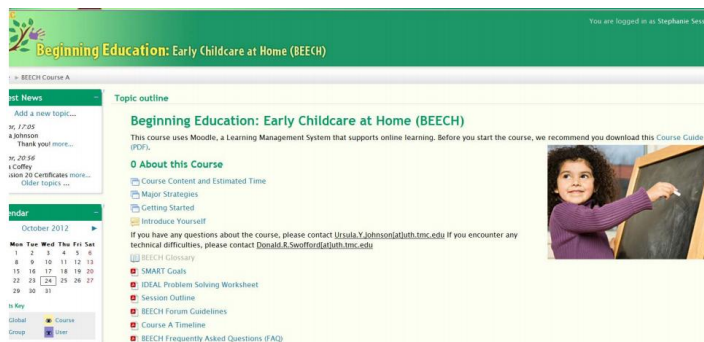 You are logged in as Stephanie
Beginning Education: Early Childcare at Home (BEECH)
► BEECH Course A
News
Add a new topic...
17:05
Johnson
Thank you! more...
20:56
Coffey
20 Certificates more...
Older topics ...
October 2012 ►
Mon Tue Wed Thu Fri Sat
1 2 3 4 5 6
8 9 10 11 12 13
15 16 17 18 19 20
22 23 24 25 26 27
29 30 31
Key
Global Course
Group User
Topic outline
Beginning Education: Early Childcare at Home (BEECH)
This course uses Moodle, a Learning Management System that supports online learning. Before you start the course, we recommend you download this Course Guide
(PDF).
0 About this Course
Course Content and Estimated Time
Major Strategies
Getting Started
Introduce Yourself
If you have any questions about the course, please contact Ursula.Y.Johnson[at]uth.tmc.edu If you encounter any
technical difficulties, please contact Donald.R.Swofford[at]uth.tmc.edu
BEECH Glossary
SMART Goals
IDEAL Problem Solving Worksheet
Session Outline
BEECH Forum Guidelines
Course A Timeline
BEECH Frequently Asked Questions (FAQ)